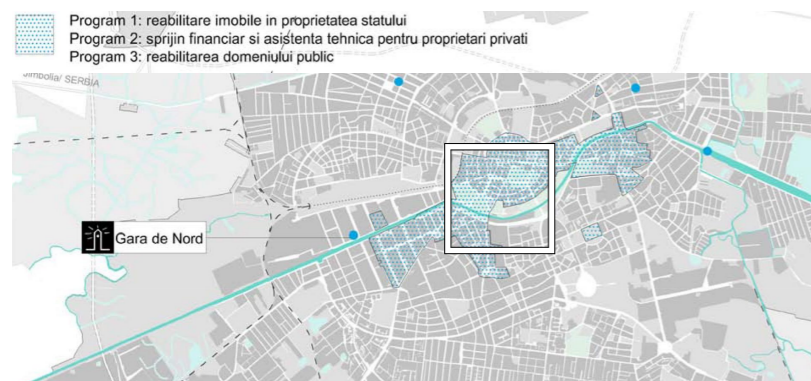 Program 1: reabilitare imobile in proprietatea statului
Program 2: sprijin financiar si asistenta tehnica pentru proprietari privati
Program 3: reabilitarea domeniului public
Jimbolia/ SERBIA
Gara de Nord